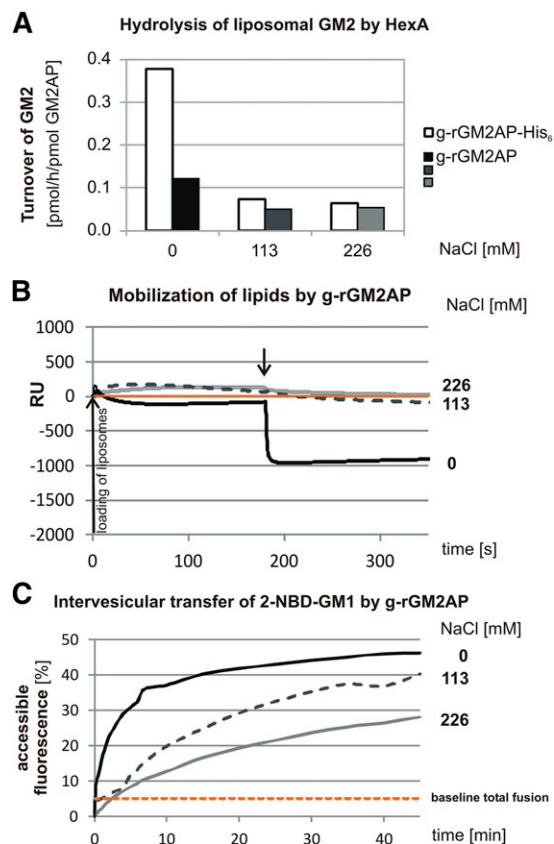 A
Hydrolysis of liposomal GM2 by HexA
Turnover of GM2
[pmol/h/pmol GM2AP]
0.4
0.3
0.2
0.1
0.0
0 113 226 NaCl [mM]
g-rGM2AP-His₆
g-rGM2AP
B
Mobilization of lipids by g-rGM2AP
NaCl [mM]
RU
1000
500
0
-500
-1000
-1500
-2000
loading of liposomes
226
113
0
0 100 200 300 time [s]
C
Intervesicular transfer of 2-NBD-GM1 by g-rGM2AP
NaCl [mM]
accessible
fluorescence [%]
50
40
30
20
10
0
0
113
226
baseline total fusion
0 10 20 30 40 time [min]